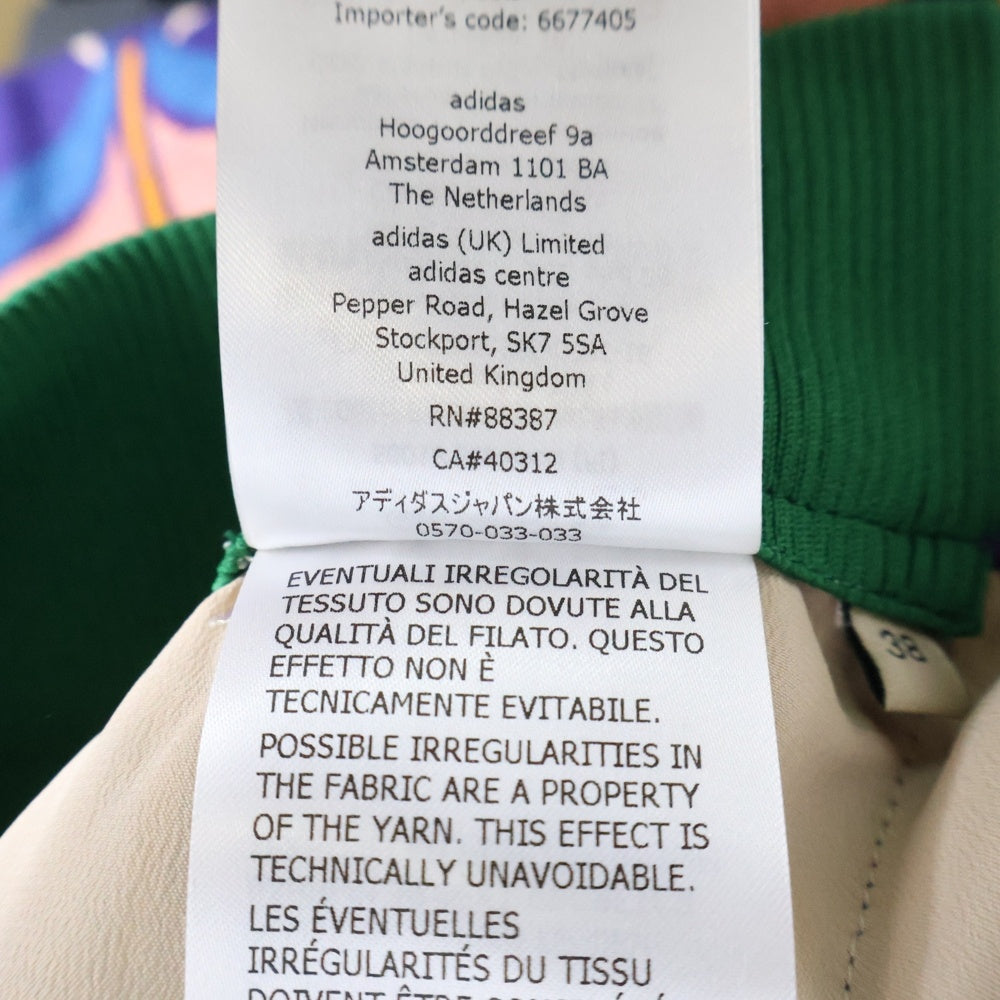 Importer's code: 6677405
adidas
Hoogoorddreef 9a
Amsterdam 1101 BA
The Netherlands
adidas (UK) Limited
adidas centre
Pepper Road, Hazel Grove
Stockport, SK7 5SA
United Kingdom
RN#88387
CA#40312
アディダスジャパン株式会社
0570-033-033
EVENTUALI IRREGOLARITÀ DEL
TESSUTO SONO DOVUTE ALLA
QUALITÀ DEL FILATO. QUESTO
EFFETTO NON È
TECNICAMENTE EVITABILE.
POSSIBLE IRREGULARITIES IN
THE FABRIC ARE A PROPERTY
OF THE YARN. THIS EFFECT IS
TECHNICALLY UNAVOIDABLE.
LES ÉVENTUELLES
IRRÉGULARITÉS DU TISSU
DOIVENT ÊTRE
38